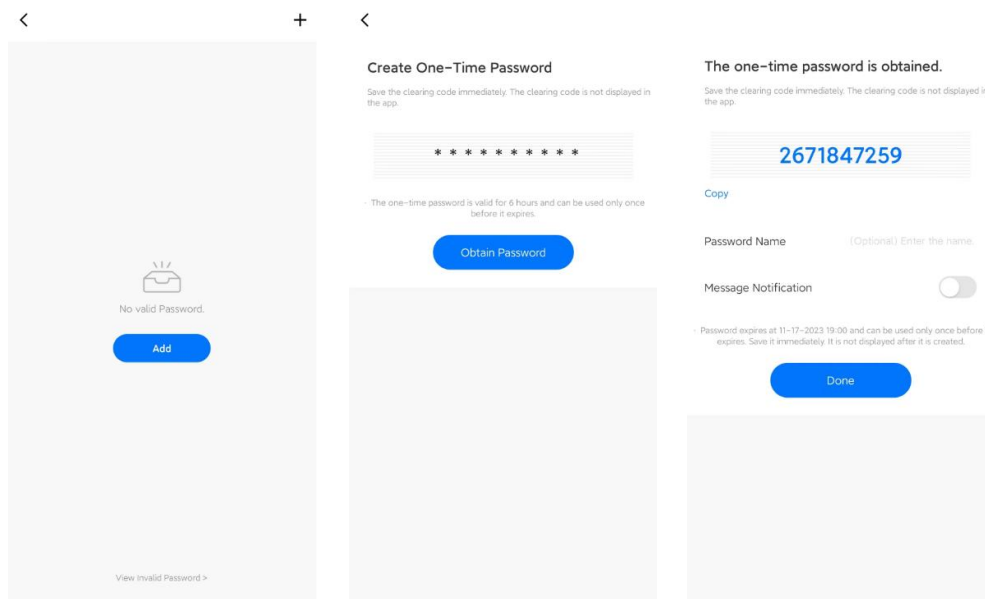 No valid Password.
Add
View Invalid Password >
Create One-Time Password
Save the clearing code immediately. The clearing code is not displayed in
the app.
* * * * * * * * * *
· The one-time password is valid for 6 hours and can be used only once
before it expires.
Obtain Password
The one-time password is obtained.
Save the clearing code immediately. The clearing code is not displayed in
the app.
2671847259
Copy
Password Name (Optional) Enter the name.
Message Notification
· Password expires at 11-17-2023 19:00 and can be used only once before
expires. Save it immediately. It is not displayed after it is created.
Done